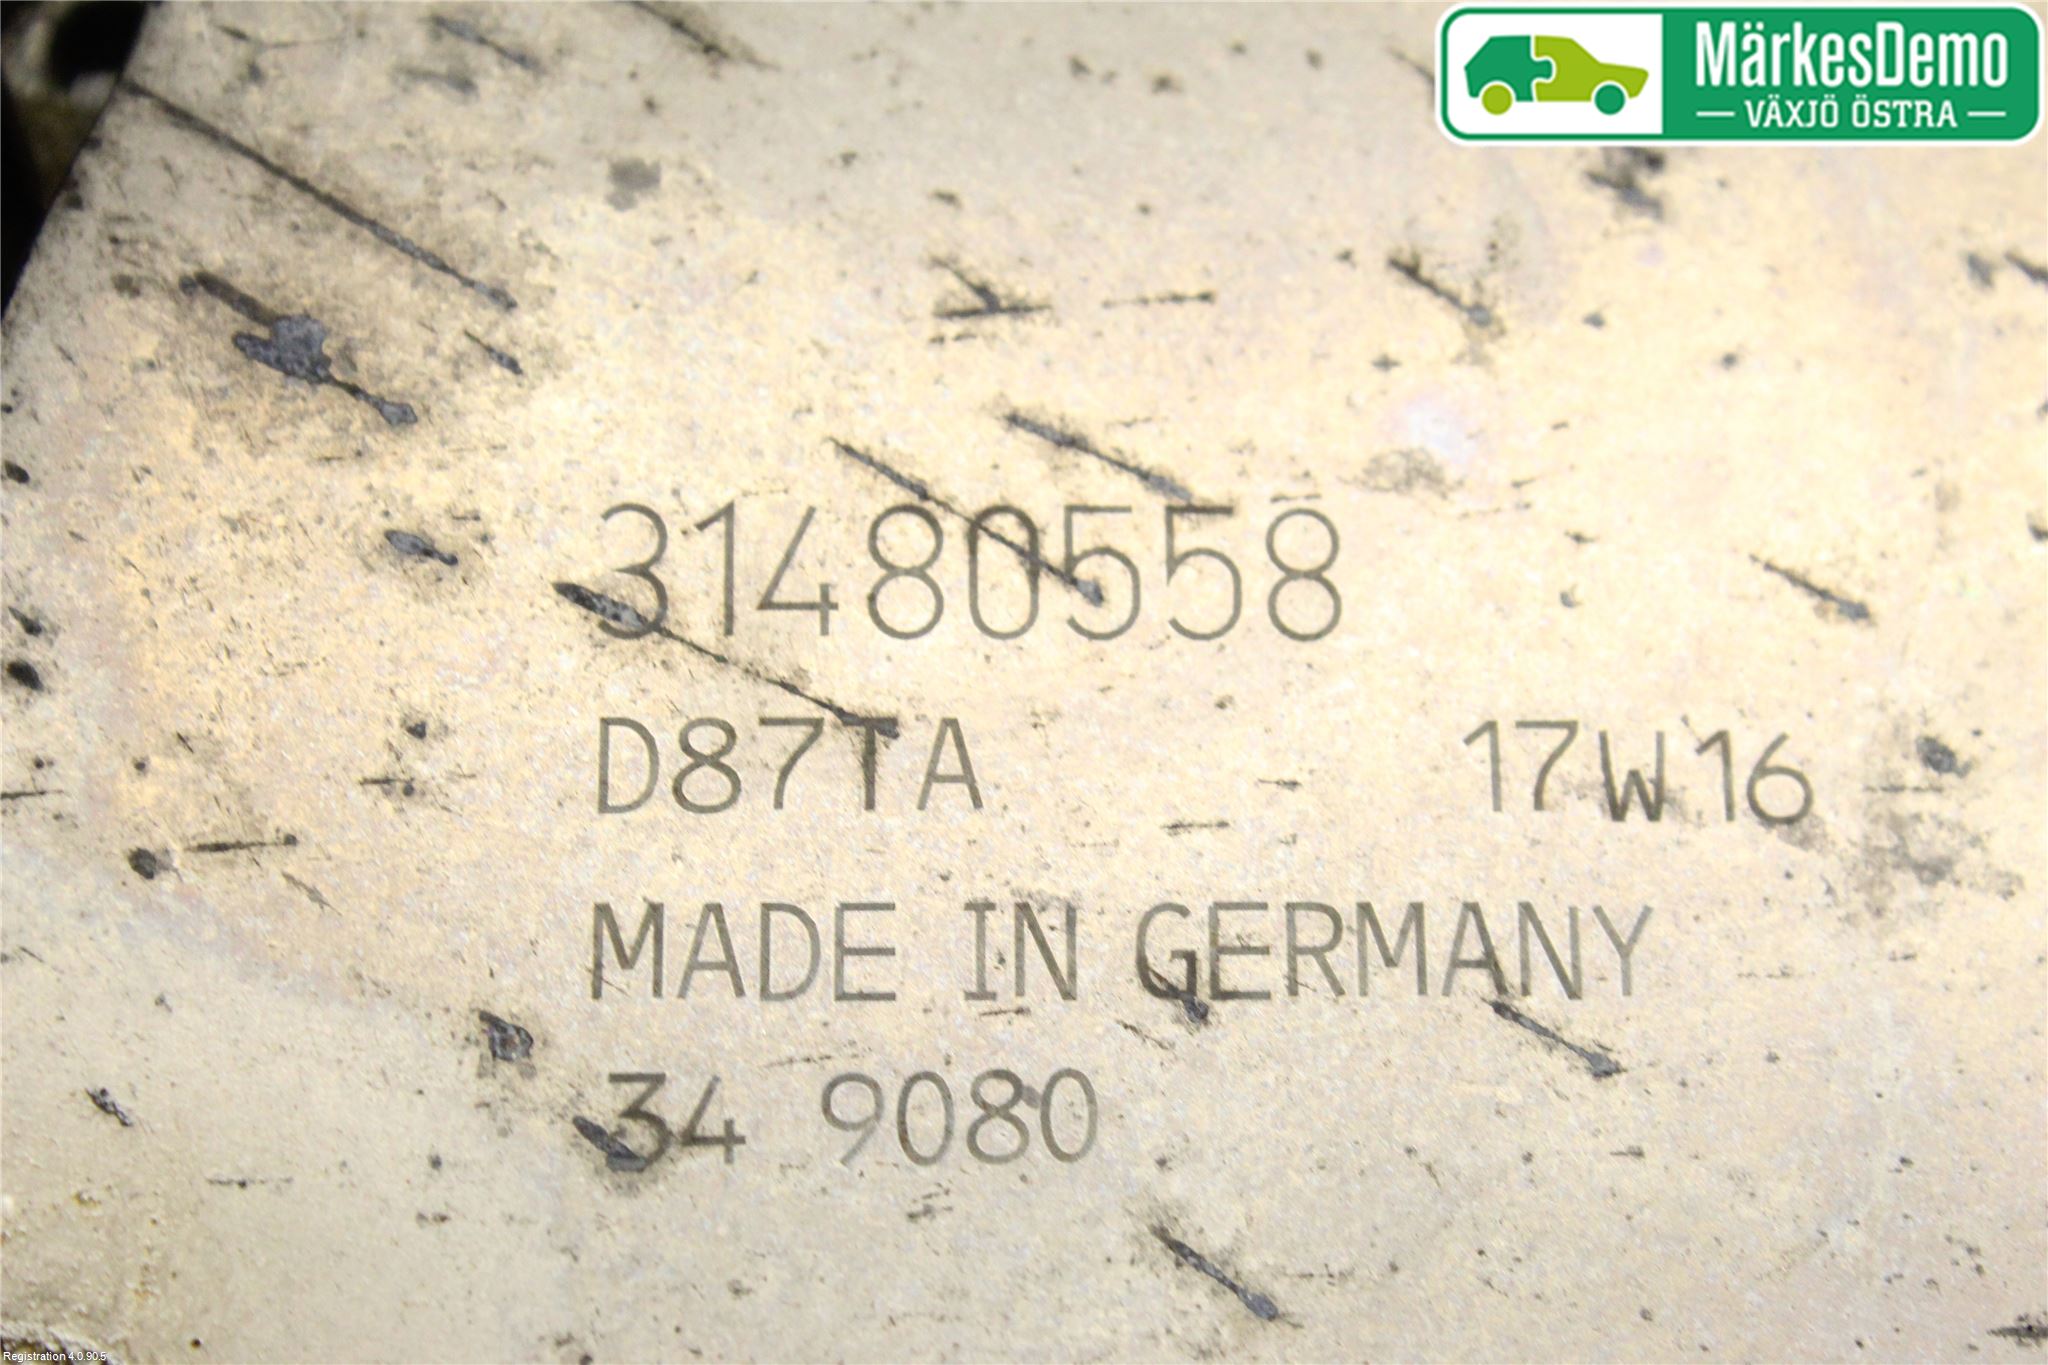 MärkesDemo
VÄXJÖ ÖSTRA
31480558
D87TA 17W16
MADE IN GERMANY
34 9080
Registration 4.0.90.5